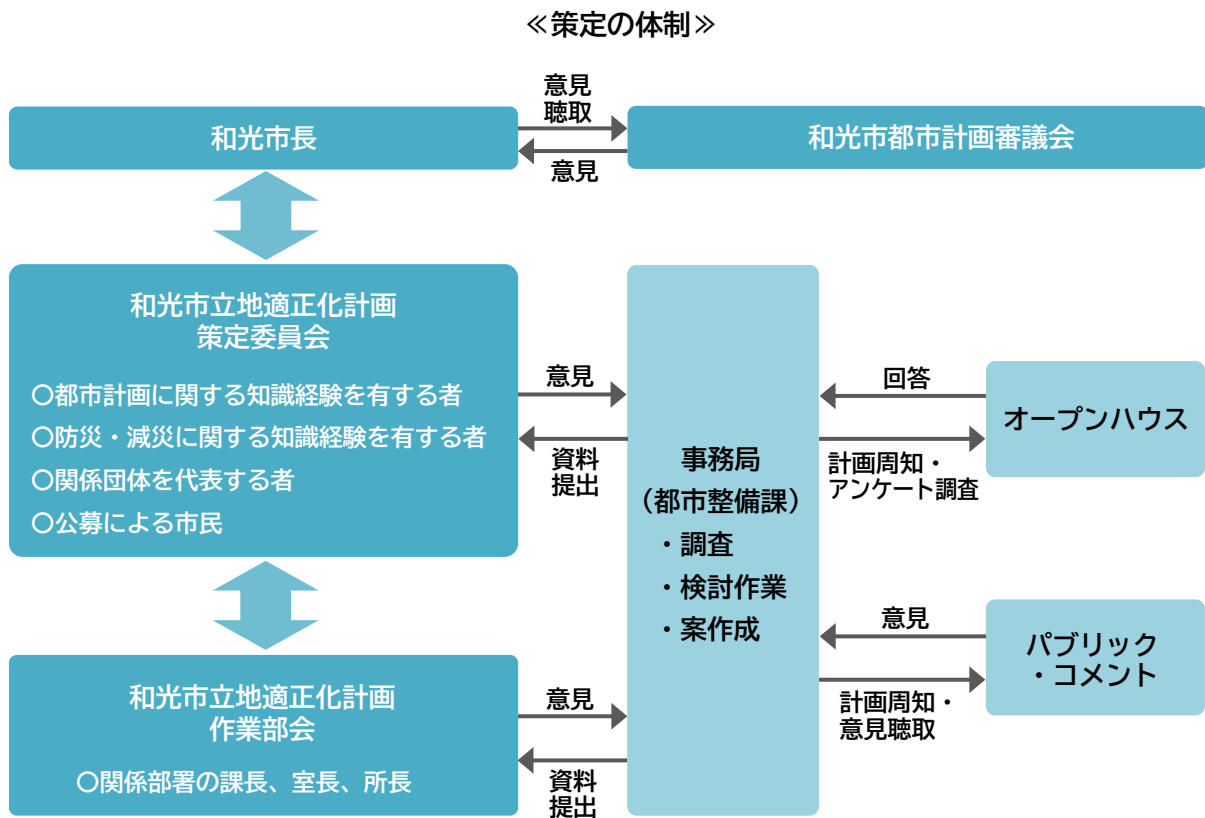 ≪策定の体制≫
和光市長
意見
聴取
意見
和光市都市計画審議会
和光市立地適正化計画
策定委員会
○都市計画に関する知識経験を有する者
○防災・減災に関する知識経験を有する者
○関係団体を代表する者
○公募による市民
意見
資料
提出
事務局
（都市整備課）
・調査
・検討作業
・案作成
回答
計画周知・
アンケート調査
オープンハウス
意見
計画周知・
意見聴取
パブリック
・コメント
和光市立地適正化計画
作業部会
○関係部署の課長、室長、所長
意見
資料
提出